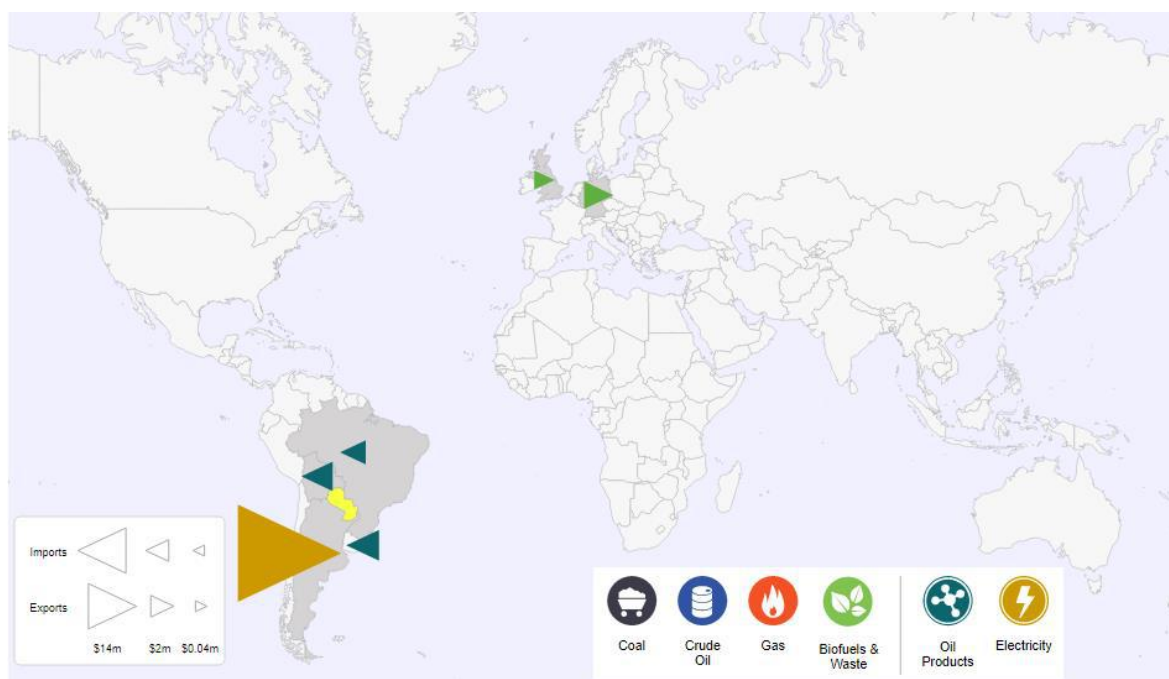 Imports
Exports
$14m $2m $0.04m
Coal
Crude
Oil
Gas
Biofuels &
Waste
Oil
Products
Electricity